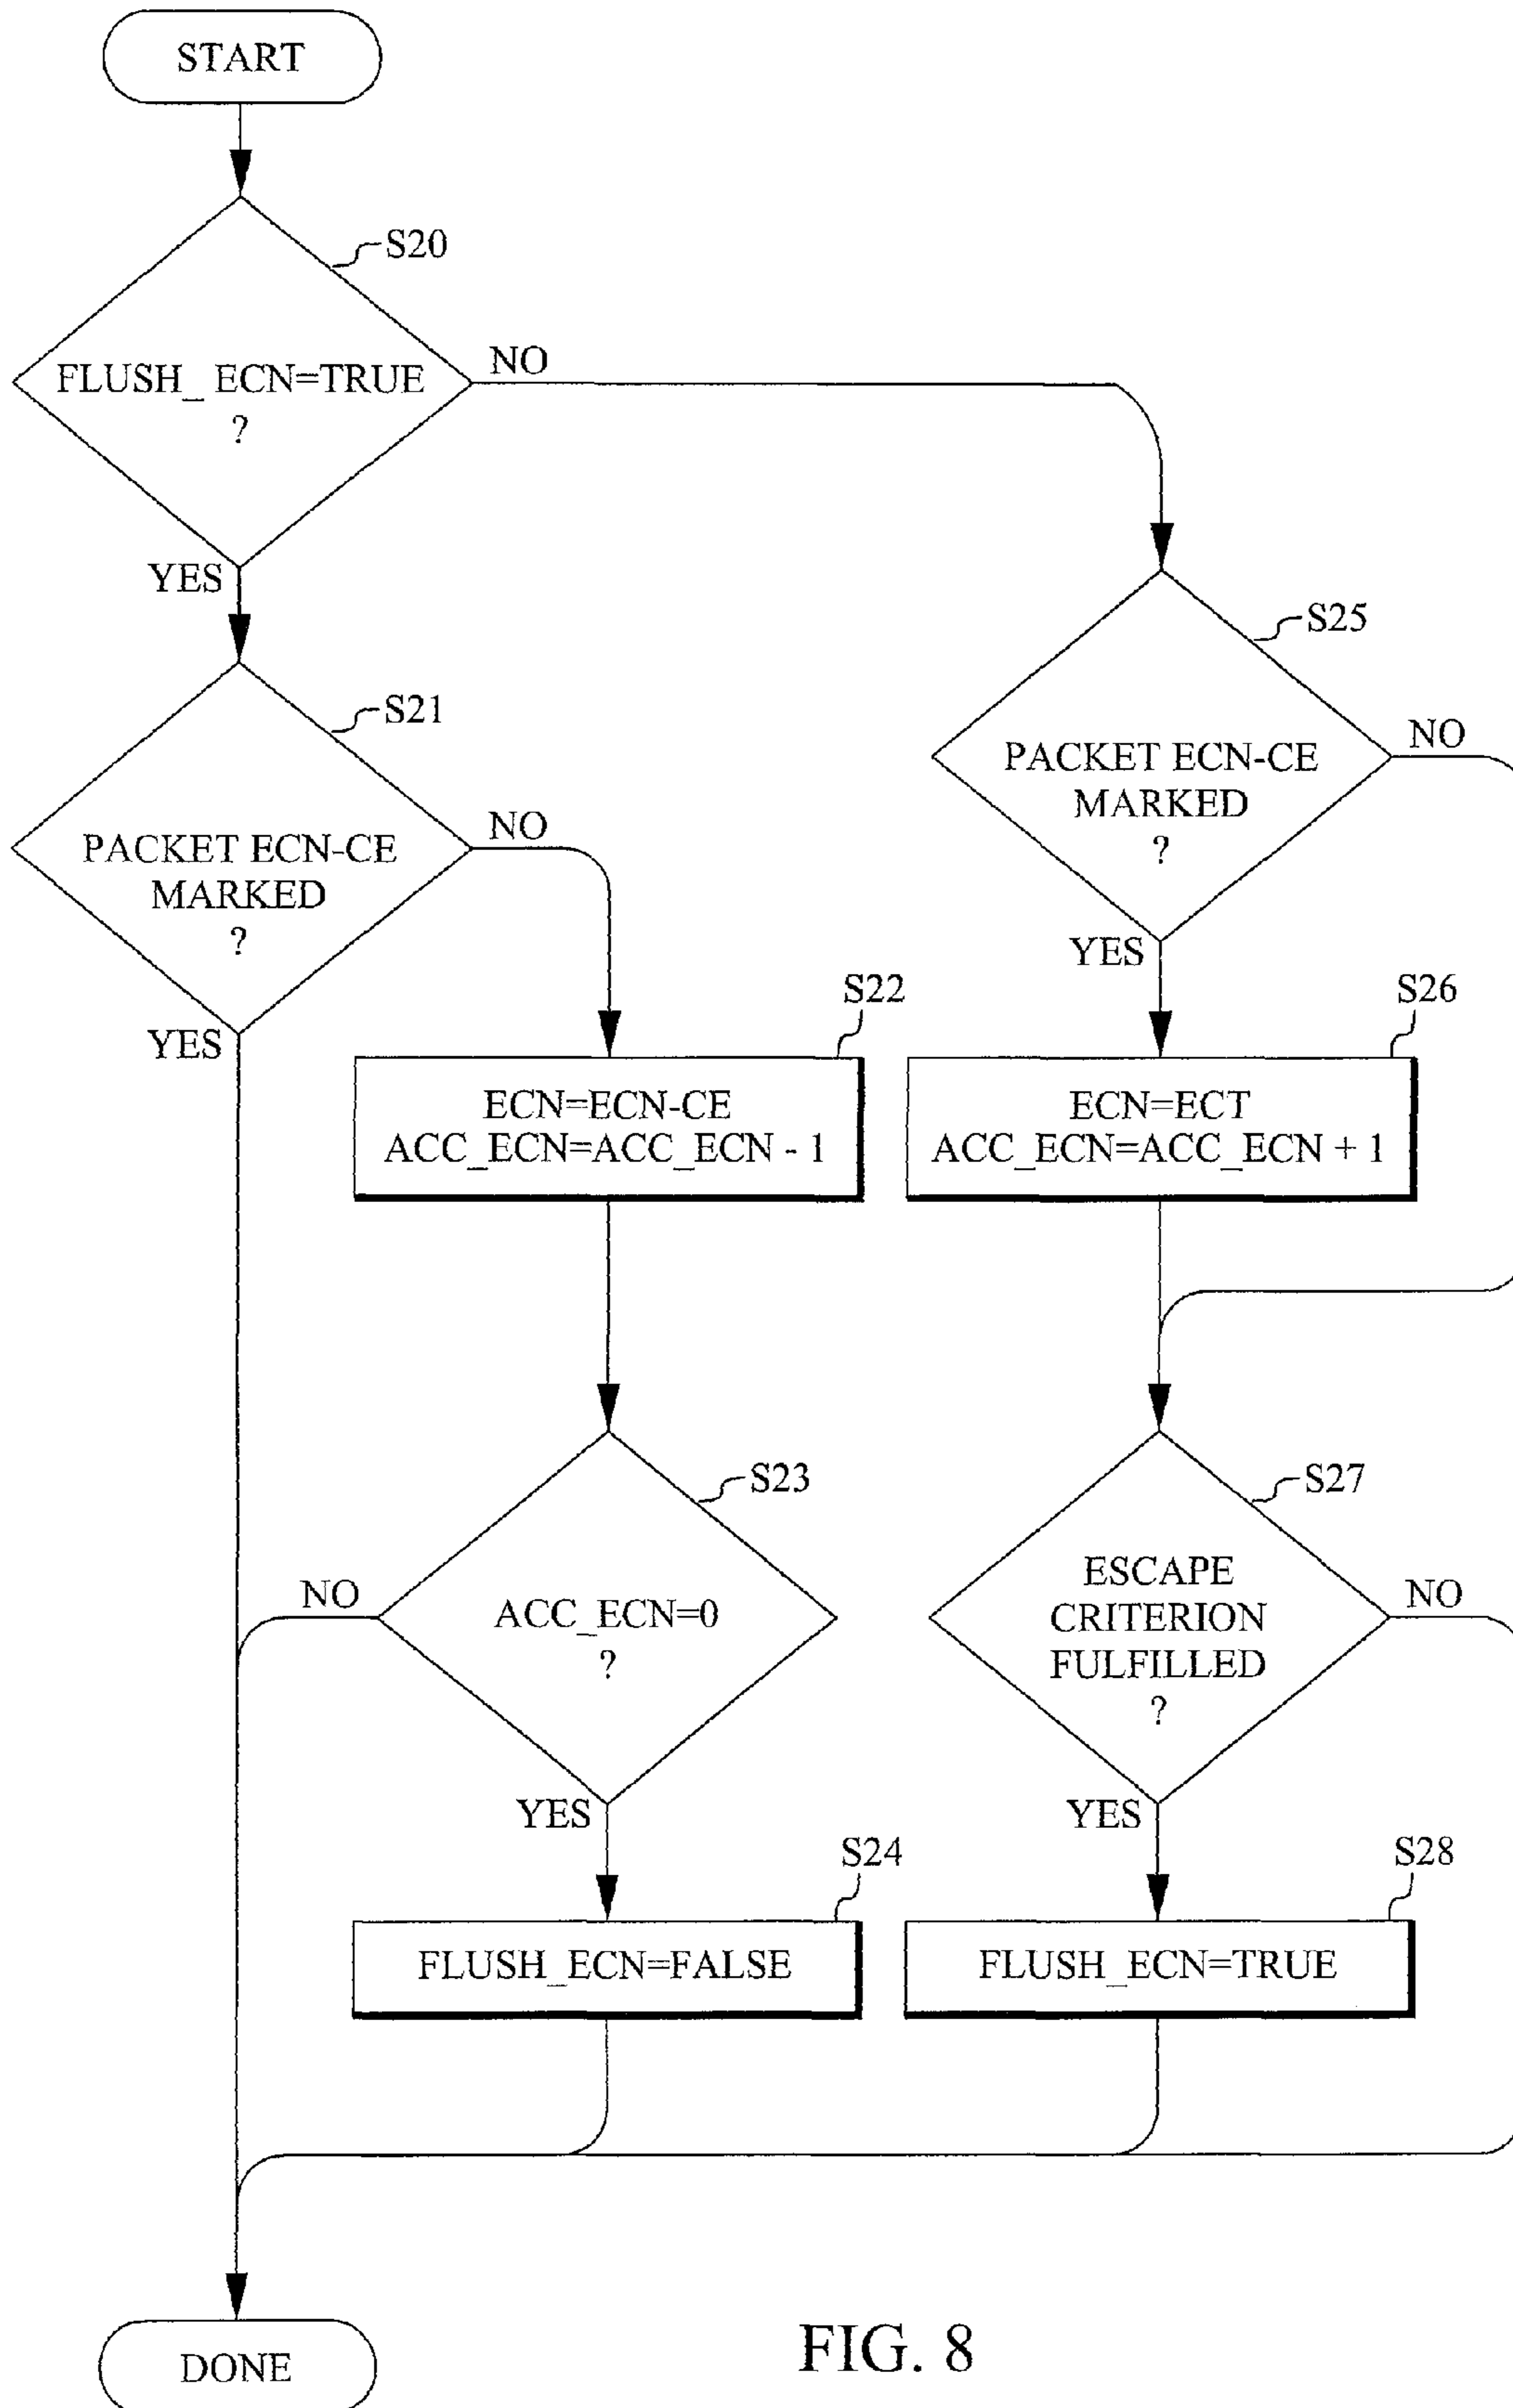 START
S20
FLUSH_ECN=TRUE
?
NO
YES
S21
PACKET ECN-CE
MARKED
?
NO
YES
S25
PACKET ECN-CE
MARKED
?
NO
YES
S22
ECN=ECN-CE
ACC_ECN=ACC_ECN - 1
S26
ECN=ECT
ACC_ECN=ACC_ECN + 1
S23
ACC_ECN=0
?
NO
YES
S27
ESCAPE
CRITERION
FULFILLED
?
NO
YES
S24
FLUSH_ECN=FALSE
S28
FLUSH_ECN=TRUE
DONE
FIG. 8